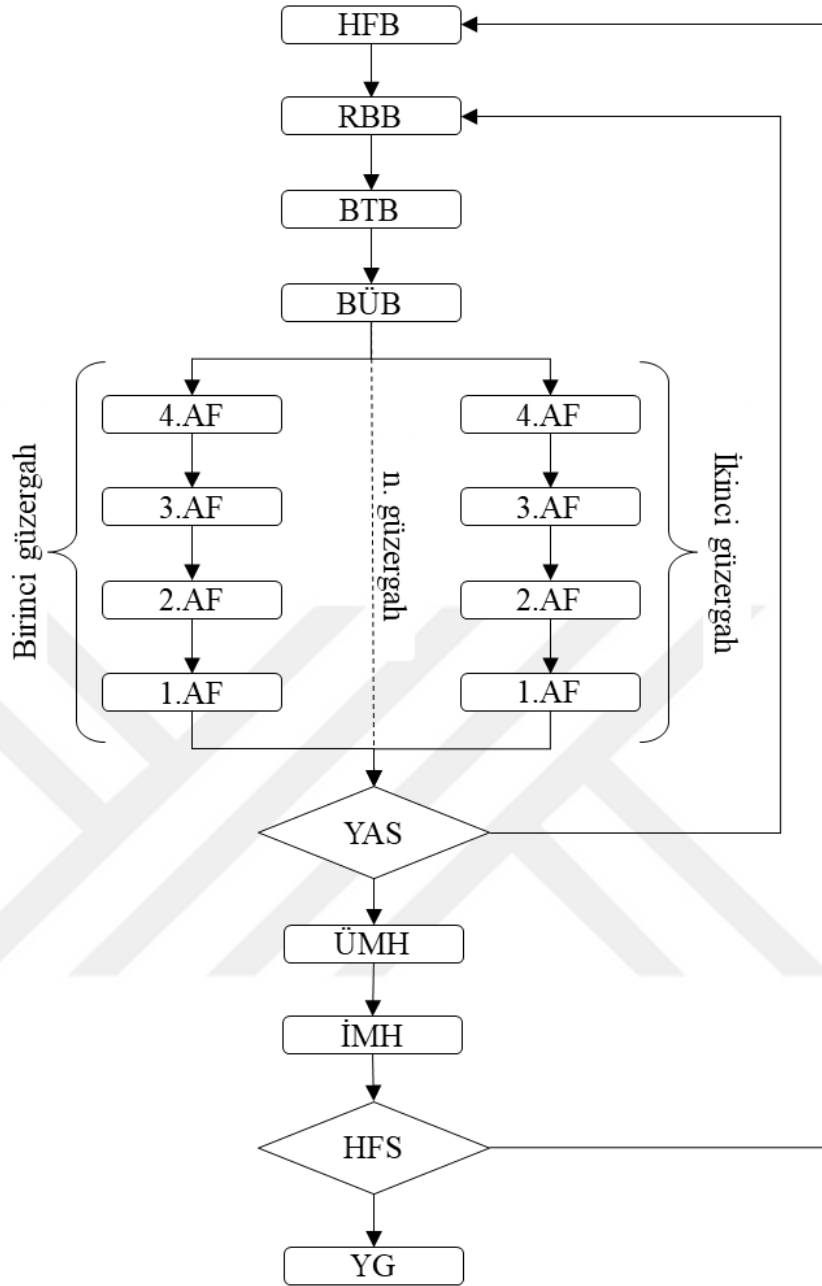 HFB
RBB
BTB
BÜB
Birinci güzergah
4.AF
3.AF
2.AF
1.AF
n. güzergah
4.AF
3.AF
2.AF
1.AF
İkinci güzergah
YAS
ÜMH
İMH
HFS
YG